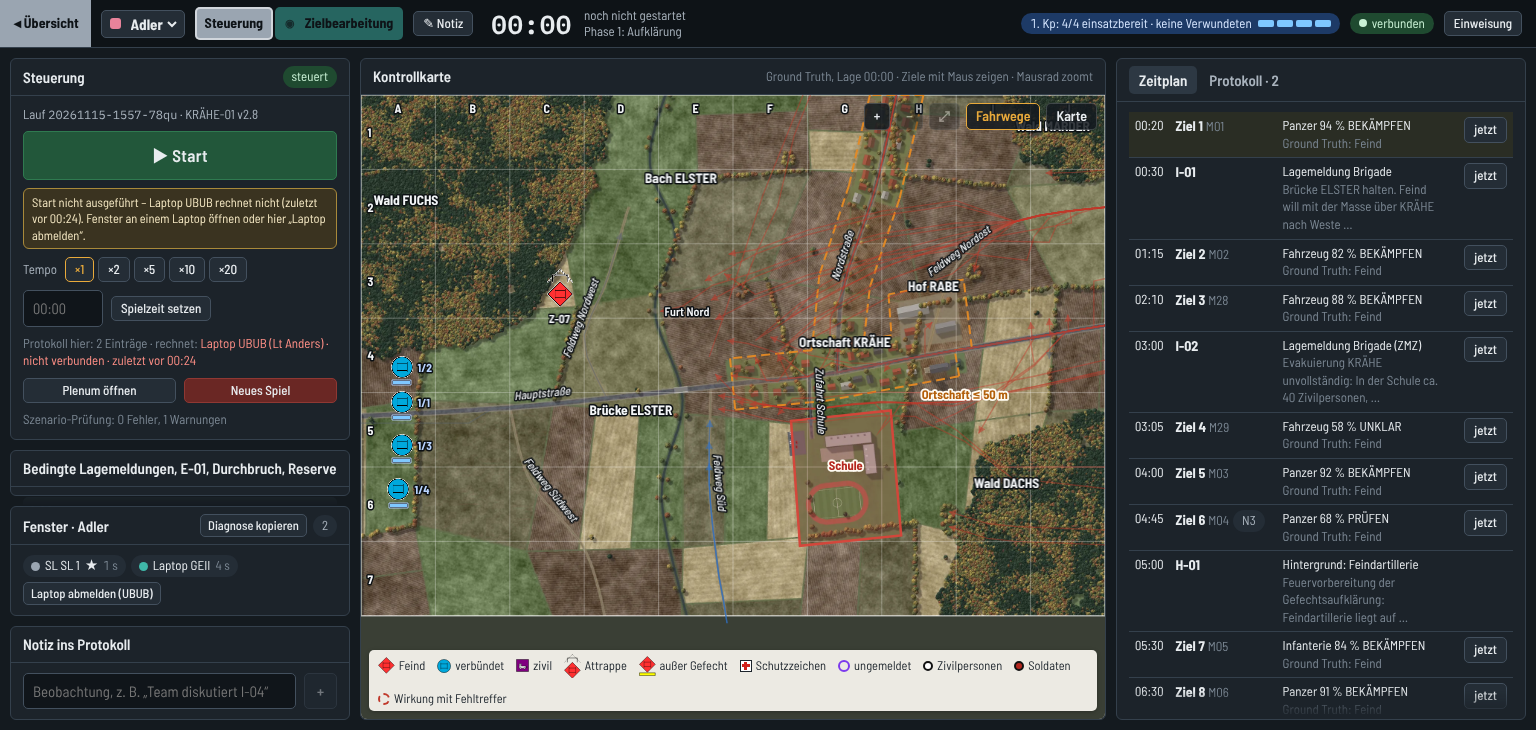 ◂ Übersicht
Adler
Steuerung
Zielbearbeitung
✎ Notiz
00:00
noch nicht gestartet
Phase 1: Aufklärung
1. Kp: 4/4 einsatzbereit · keine Verwundeten
verbunden
Einweisung
Steuerung
steuert
Lauf 20261115-1557-78qu · KRÄHE-01 v2.8
▶ Start
Start nicht ausgeführt – Laptop UBUB rechnet nicht (zuletzt
vor 00:24). Fenster an einem Laptop öffnen oder hier „Laptop
abmelden“.
Tempo ×1 ×2 ×5 ×10 ×20
00:00
Spielzeit setzen
Protokoll hier: 2 Einträge · rechnet: Laptop UBUB (Lt Anders) ·
nicht verbunden · zuletzt vor 00:24
Plenum öffnen
Neues Spiel
Szenario-Prüfung: 0 Fehler, 1 Warnungen
Bedingte Lagemeldungen, E-01, Durchbruch, Reserve
Fenster · Adler
Diagnose kopieren
2
SL SL 1 ★ 1 s
Laptop GEII 4 s
Laptop abmelden (UBUB)
Notiz ins Protokoll
Beobachtung, z. B. „Team diskutiert I-04“
+
Kontrollkarte
Ground Truth, Lage 00:00 · Ziele mit Maus zeigen · Mausrad zoomt
A B C D E F G H
+ − ⤢
Fahrwege
Karte
Wald MARDER
1
Bach ELSTER
2
Wald FUCHS
Nordstraße
Feldweg Nordost
3
Hof RABE
Z-07
Feldweg Nordwest
Furt Nord
4
Ortschaft KRÄHE
1/2
Hauptstraße
Zufahrt Schule
Ortschaft ≤ 50 m
1/1
Brücke ELSTER
5
1/3
Schule
Feldweg Südwest
Feldweg Süd
Wald DACHS
1/4
6
7
Feind
verbündet
zivil
Attrappe
außer Gefecht
Schutzzeichen
ungemeldet
Zivilpersonen
Soldaten
Wirkung mit Fehltreffer
Zeitplan
Protokoll · 2
00:20 Ziel 1 M01 Panzer 94 % BEKÄMPFEN jetzt
Ground Truth: Feind
00:30 I-01 Lagemeldung Brigade jetzt
Brücke ELSTER halten. Feind
will mit der Masse über KRÄHE
nach Weste ...
01:15 Ziel 2 M02 Fahrzeug 82 % BEKÄMPFEN jetzt
Ground Truth: Feind
02:10 Ziel 3 M28 Fahrzeug 88 % BEKÄMPFEN jetzt
Ground Truth: Feind
03:00 I-02 Lagemeldung Brigade (ZMZ) jetzt
Evakuierung KRÄHE
unvollständig: In der Schule ca.
40 Zivilpersonen, ...
03:05 Ziel 4 M29 Fahrzeug 58 % UNKLAR jetzt
Ground Truth: Feind
04:00 Ziel 5 M03 Panzer 92 % BEKÄMPFEN jetzt
Ground Truth: Feind
04:45 Ziel 6 M04 N3 Panzer 68 % PRÜFEN jetzt
Ground Truth: Feind
05:00 H-01 Hintergrund: Feindartillerie
Feuervorbereitung der
Gefechtsaufklärung:
Feindartillerie liegt auf ...
05:30 Ziel 7 M05 Infanterie 84 % BEKÄMPFEN jetzt
Ground Truth: Feind
06:30 Ziel 8 M06 Panzer 91 % BEKÄMPFEN jetzt
Ground Truth: Feind